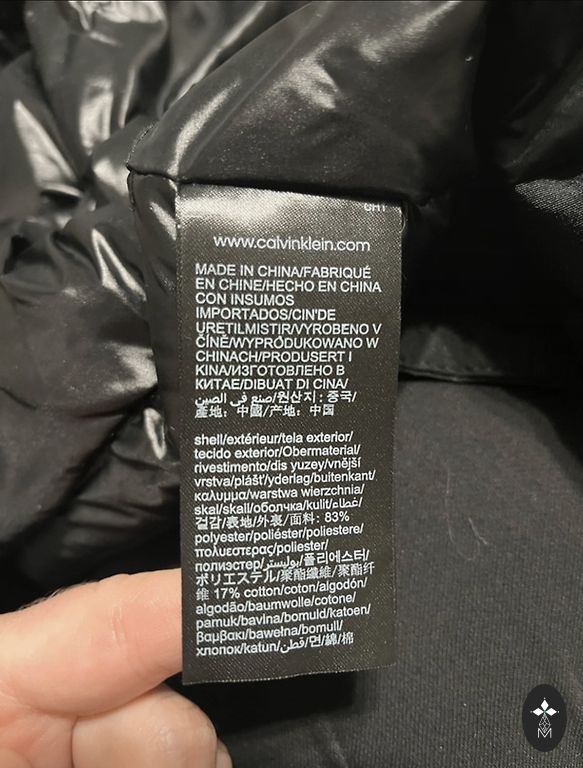 CH1
www.calvinklein.com
MADE IN CHINA/FABRIQUÉ
EN CHINE/HECHO EN CHINA
CON INSUMOS
IMPORTADOS/CIN'DE
URETILMISTIR/VYROBENO V
ČÍNĚ/WYPRODUKOWANO W
CHINACH/PRODUSERT I
KINA/ИЗГОТОВЛЕНО В
КИТАЕ/DIBUAT DI CINA/
صنع في الصين/원산지 : 중국/
產地：中國/产地：中国
shell/extérieur/tela exterior/
tecido exterior/Obermaterial/
rivestimento/dis yuzey/vnější
vrstva/plášť/yderlag/buitenkant/
καλυμμα/warstwa wierzchnia/
skal/skall/оболчка/kulit/غطاء/
겉감/表地/外裏/面料: 83%
polyester/poliéster/poliestere/
πολυεστερας/poliester/
полиэстер/بوليستر/폴리에스터/
ポリエステル/聚酯纖維/聚酯纤
维 17% cotton/coton/algodón/
algodão/baumwolle/cotone/
pamuk/bavlna/bomuld/katoen/
βαμβακι/bawełna/bomull/
хлопок/katun/قطن/면/綿/棉
M